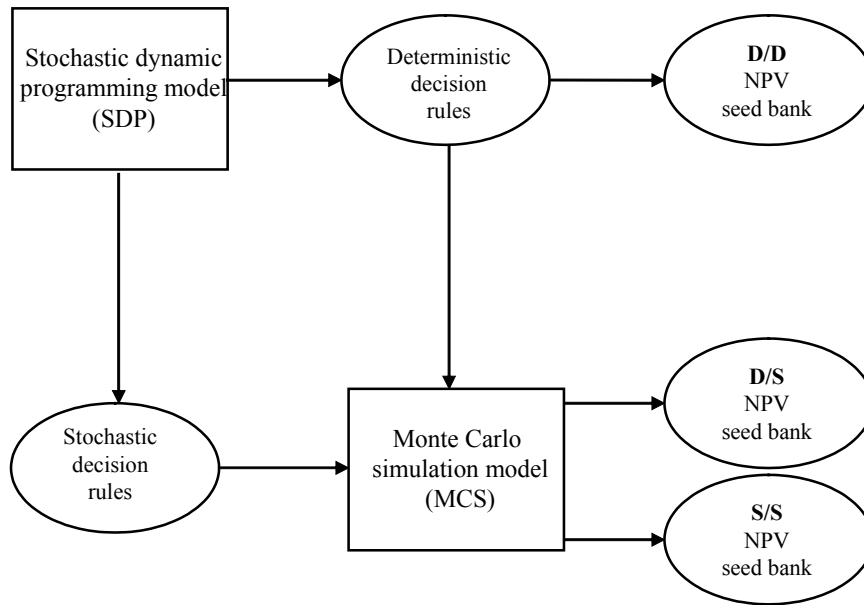 Stochastic dynamic
programming model
(SDP)
Deterministic
decision
rules
D/D
NPV
seed bank
Stochastic
decision
rules
Monte Carlo
simulation model
(MCS)
D/S
NPV
seed bank
S/S
NPV
seed bank